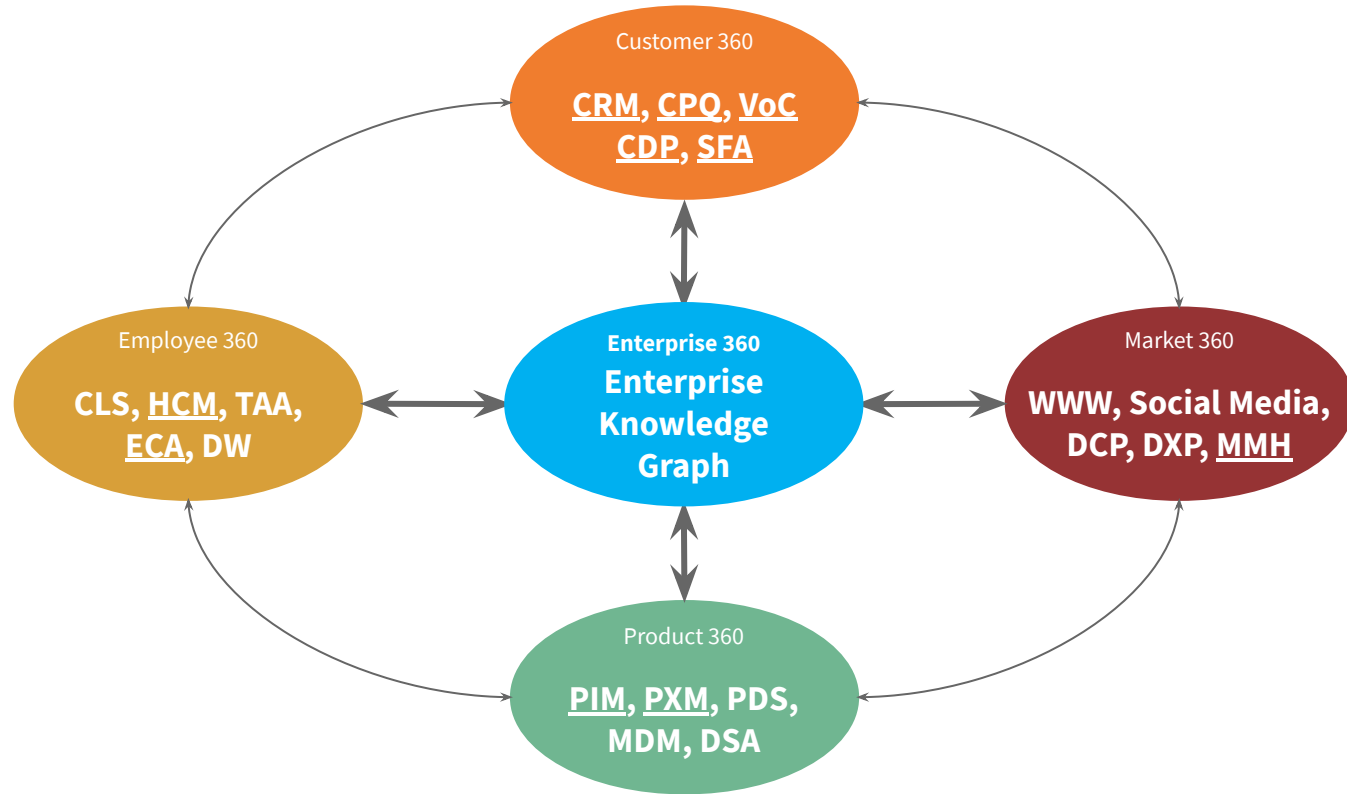 Customer 360
CRM, CPQ, VoC
CDP, SFA
Employee 360
CLS, HCM, TAA,
ECA, DW
Enterprise 360
Enterprise
Knowledge
Graph
Market 360
WWW, Social Media,
DCP, DXP, MMH
Product 360
PIM, PXM, PDS,
MDM, DSA